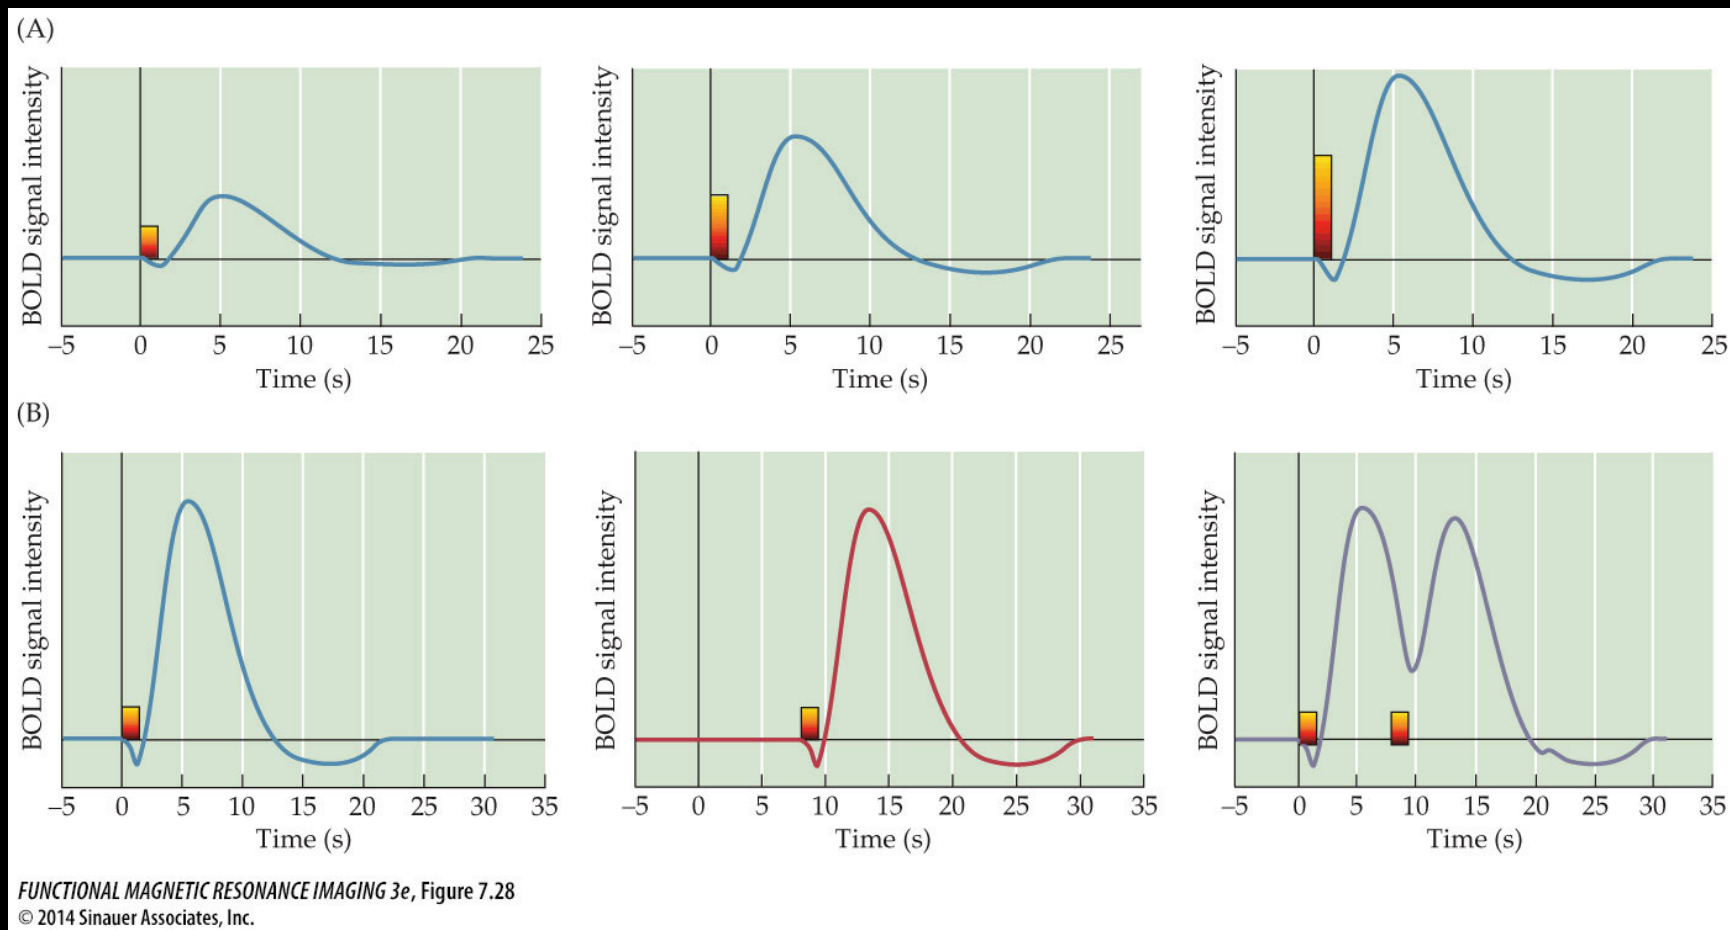 (A)
BOLD signal intensity
–5 0 5 10 15 20 25
Time (s)
BOLD signal intensity
–5 0 5 10 15 20 25
Time (s)
BOLD signal intensity
–5 0 5 10 15 20 25
Time (s)
(B)
BOLD signal intensity
–5 0 5 10 15 20 25 30 35
Time (s)
BOLD signal intensity
–5 0 5 10 15 20 25 30 35
Time (s)
BOLD signal intensity
–5 0 5 10 15 20 25 30 35
Time (s)
FUNCTIONAL MAGNETIC RESONANCE IMAGING 3e, Figure 7.28
© 2014 Sinauer Associates, Inc.